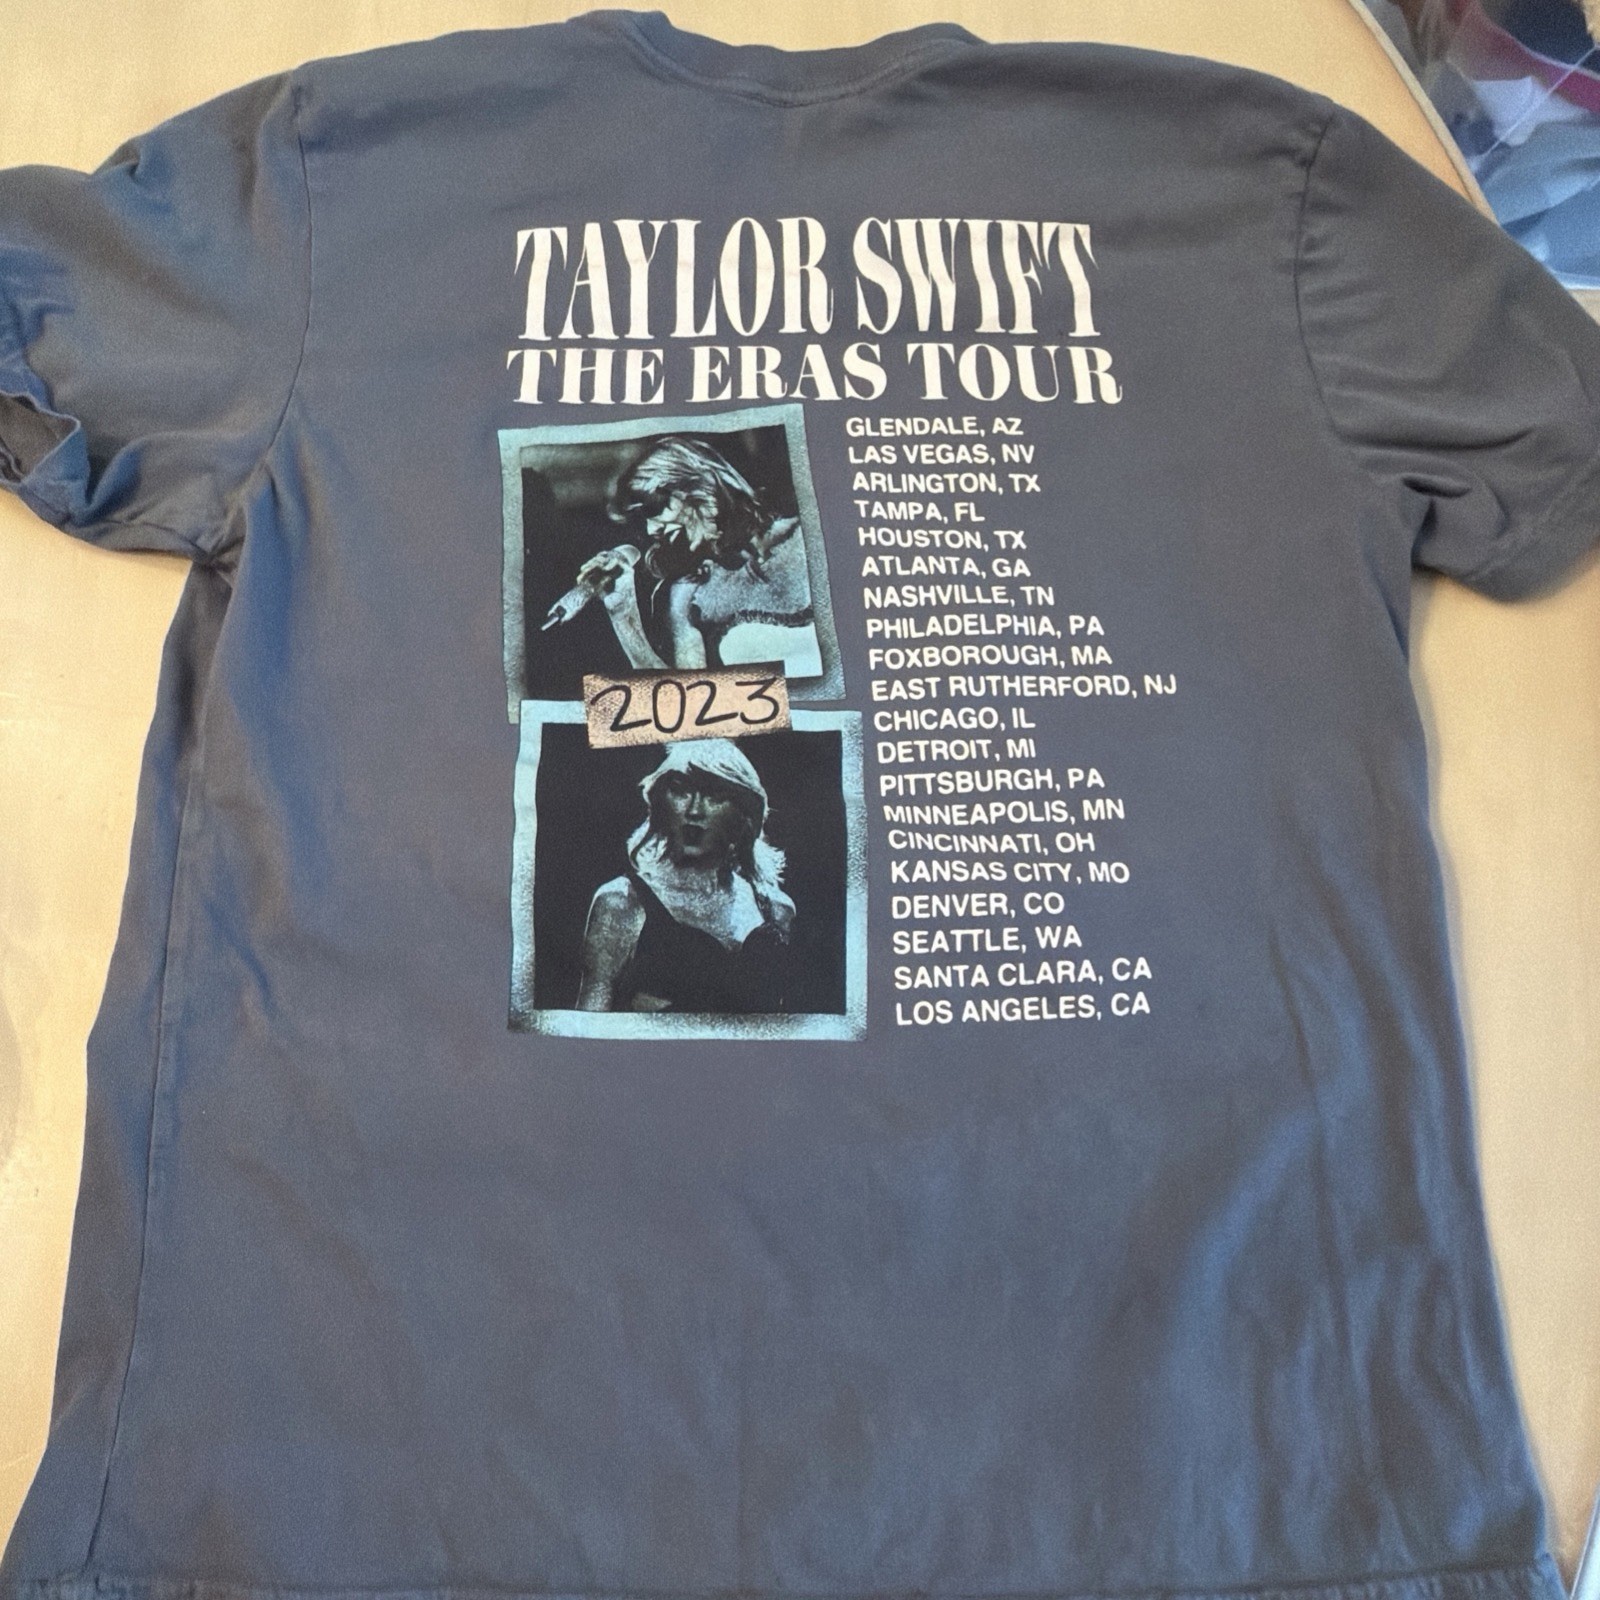 TAYLOR SWIFT
THE ERAS TOUR
2023
GLENDALE, AZ
LAS VEGAS, NV
ARLINGTON, TX
TAMPA, FL
HOUSTON, TX
ATLANTA, GA
NASHVILLE, TN
PHILADELPHIA, PA
FOXBOROUGH, MA
EAST RUTHERFORD, NJ
CHICAGO, IL
DETROIT, MI
PITTSBURGH, PA
MINNEAPOLIS, MN
CINCINNATI, OH
KANSAS CITY, MO
DENVER, CO
SEATTLE, WA
SANTA CLARA, CA
LOS ANGELES, CA